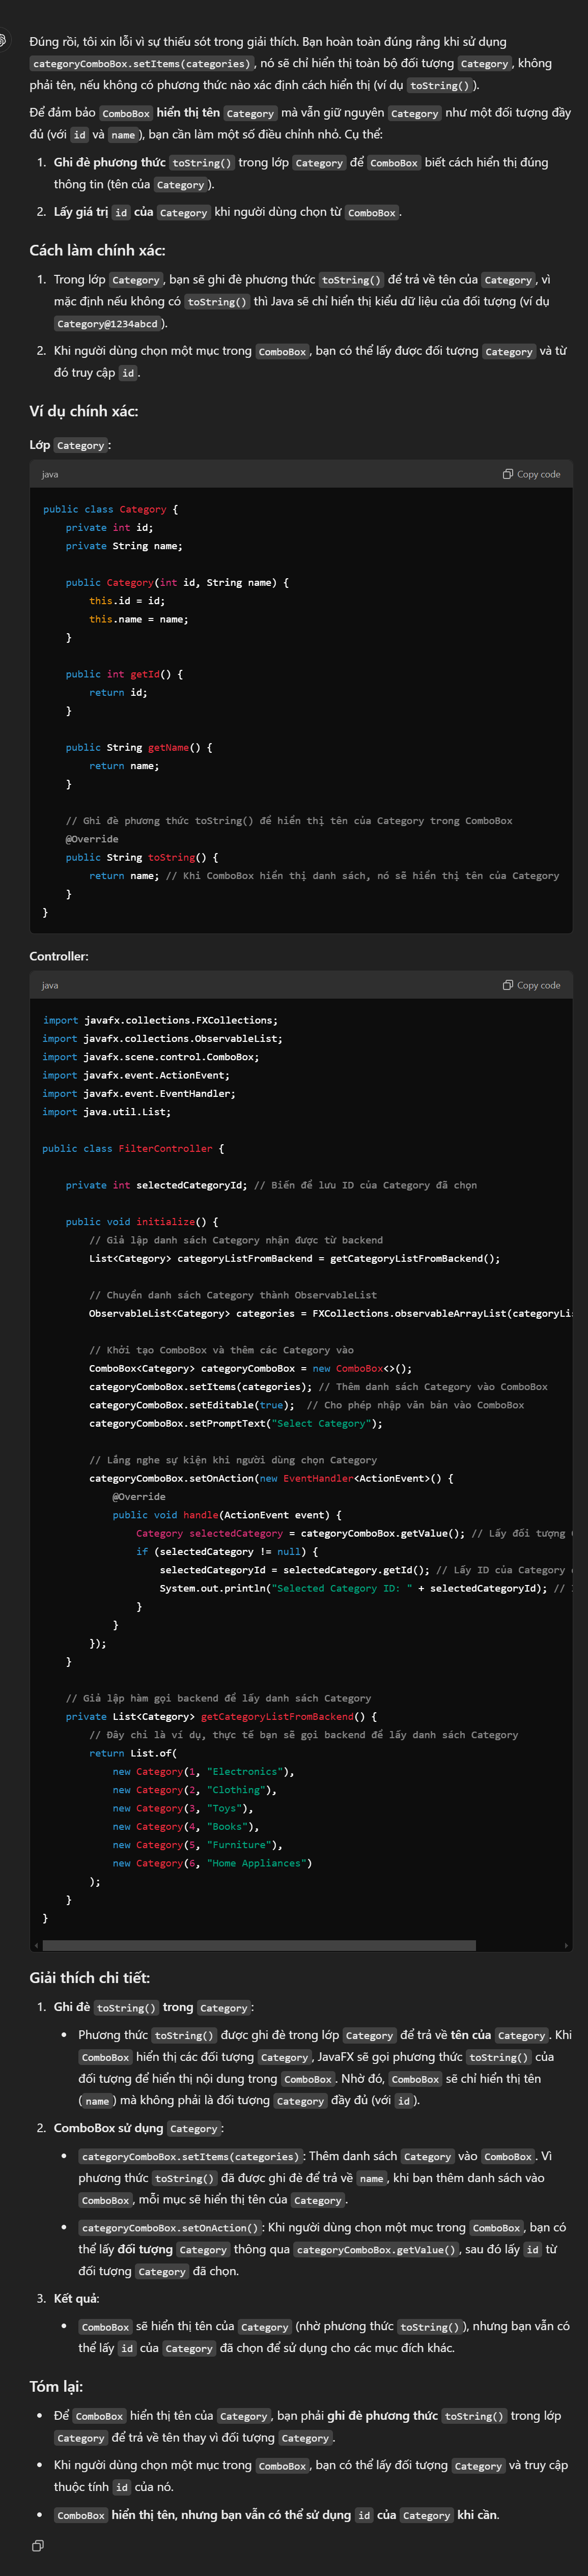 Đúng rồi, tôi xin lỗi vì sự thiếu sót trong giải thích. Bạn hoàn toàn đúng rằng khi sử dụng
categoryComboBox.setItems(categories), nó sẽ chỉ hiển thị toàn bộ đối tượng Category, không
phải tên, nếu không có phương thức nào xác định cách hiển thị (ví dụ toString()).
Để đảm bảo ComboBox hiển thị tên Category mà vẫn giữ nguyên Category như một đối tượng đầy
đủ (với id và name), bạn cần làm một số điều chỉnh nhỏ. Cụ thể:
1. Ghi đè phương thức toString() trong lớp Category để ComboBox biết cách hiển thị đúng
thông tin (tên của Category).
2. Lấy giá trị id của Category khi người dùng chọn từ ComboBox.
Cách làm chính xác:
1. Trong lớp Category, bạn sẽ ghi đè phương thức toString() để trả về tên của Category, vì
mặc định nếu không có toString() thì Java sẽ chỉ hiển thị kiểu dữ liệu của đối tượng (ví dụ
Category@1234abcd).
2. Khi người dùng chọn một mục trong ComboBox, bạn có thể lấy được đối tượng Category và từ
đó truy cập id.
Ví dụ chính xác:
Lớp Category:
java Copy code
public class Category {
    private int id;
    private String name;
    public Category(int id, String name) {
        this.id = id;
        this.name = name;
    }
    public int getId() {
        return id;
    }
    public String getName() {
        return name;
    }
    // Ghi đè phương thức toString() để hiển thị tên của Category trong ComboBox
    @Override
    public String toString() {
        return name; // Khi ComboBox hiển thị danh sách, nó sẽ hiển thị tên của Category
    }
}
Controller:
java Copy code
import javafx.collections.FXCollections;
import javafx.collections.ObservableList;
import javafx.scene.control.ComboBox;
import javafx.event.ActionEvent;
import javafx.event.EventHandler;
import java.util.List;
public class FilterController {
    private int selectedCategoryId; // Biến để lưu ID của Category đã chọn
    public void initialize() {
        // Giả lập danh sách Category nhận được từ backend
        List<Category> categoryListFromBackend = getCategoryListFromBackend();
        // Chuyển danh sách Category thành ObservableList
        ObservableList<Category> categories = FXCollections.observableArrayList(categoryLis
        // Khởi tạo ComboBox và thêm các Category vào
        ComboBox<Category> categoryComboBox = new ComboBox<>();
        categoryComboBox.setItems(categories); // Thêm danh sách Category vào ComboBox
        categoryComboBox.setEditable(true);  // Cho phép nhập văn bản vào ComboBox
        categoryComboBox.setPromptText("Select Category");
        // Lắng nghe sự kiện khi người dùng chọn Category
        categoryComboBox.setOnAction(new EventHandler<ActionEvent>() {
            @Override
            public void handle(ActionEvent event) {
                Category selectedCategory = categoryComboBox.getValue(); // Lấy đối tượng
                if (selectedCategory != null) {
                    selectedCategoryId = selectedCategory.getId(); // Lấy ID của Category
                    System.out.println("Selected Category ID: " + selectedCategoryId); //
                }
            }
        });
    }
    // Giả lập hàm gọi backend để lấy danh sách Category
    private List<Category> getCategoryListFromBackend() {
        // Đây chỉ là ví dụ, thực tế bạn sẽ gọi backend để lấy danh sách Category
        return List.of(
            new Category(1, "Electronics"),
            new Category(2, "Clothing"),
            new Category(3, "Toys"),
            new Category(4, "Books"),
            new Category(5, "Furniture"),
            new Category(6, "Home Appliances")
        );
    }
}
Giải thích chi tiết:
1. Ghi đè toString() trong Category:
• Phương thức toString() được ghi đè trong lớp Category để trả về tên của Category. Khi
ComboBox hiển thị các đối tượng Category, JavaFX sẽ gọi phương thức toString() của
đối tượng để hiển thị nội dung trong ComboBox. Nhờ đó, ComboBox sẽ chỉ hiển thị tên
(name) mà không phải là đối tượng Category đầy đủ (với id).
2. ComboBox sử dụng Category:
• categoryComboBox.setItems(categories): Thêm danh sách Category vào ComboBox. Vì
phương thức toString() đã được ghi đè để trả về name, khi bạn thêm danh sách vào
ComboBox, mỗi mục sẽ hiển thị tên của Category.
• categoryComboBox.setOnAction(): Khi người dùng chọn một mục trong ComboBox, bạn có
thể lấy đối tượng Category thông qua categoryComboBox.getValue(), sau đó lấy id từ
đối tượng Category đã chọn.
3. Kết quả:
• ComboBox sẽ hiển thị tên của Category (nhờ phương thức toString()), nhưng bạn vẫn có
thể lấy id của Category đã chọn để sử dụng cho các mục đích khác.
Tóm lại:
• Để ComboBox hiển thị tên của Category, bạn phải ghi đè phương thức toString() trong lớp
Category để trả về tên thay vì đối tượng Category.
• Khi người dùng chọn một mục trong ComboBox, bạn có thể lấy đối tượng Category và truy cập
thuộc tính id của nó.
• ComboBox hiển thị tên, nhưng bạn vẫn có thể sử dụng id của Category khi cần.